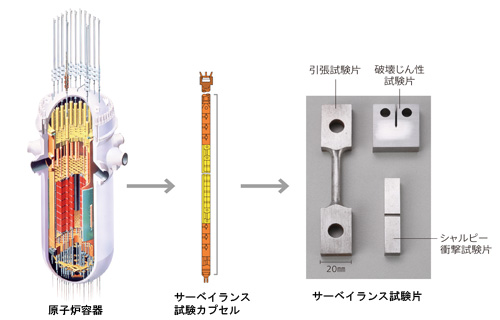 引張試験片
破壊じん性
試験片
シャルピー
衝撃試験片
20㎜
原子炉容器
サーベイランス
試験カプセル
サーベイランス試験片